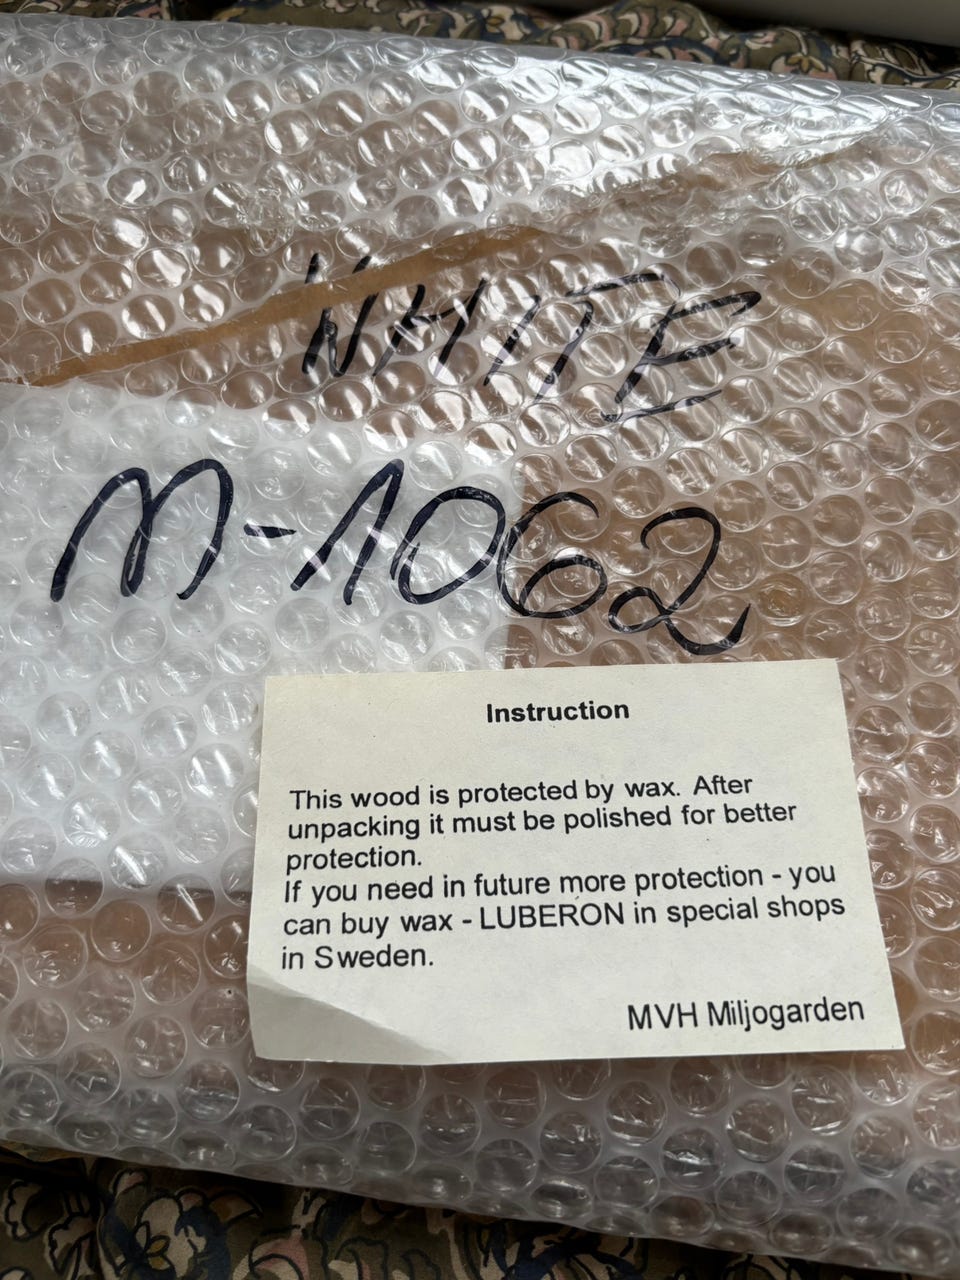 WHITE
M-1062
Instruction
This wood is protected by wax. After
unpacking it must be polished for better
protection.
If you need in future more protection - you
can buy wax - LUBERON in special shops
in Sweden.
MVH Miljogarden